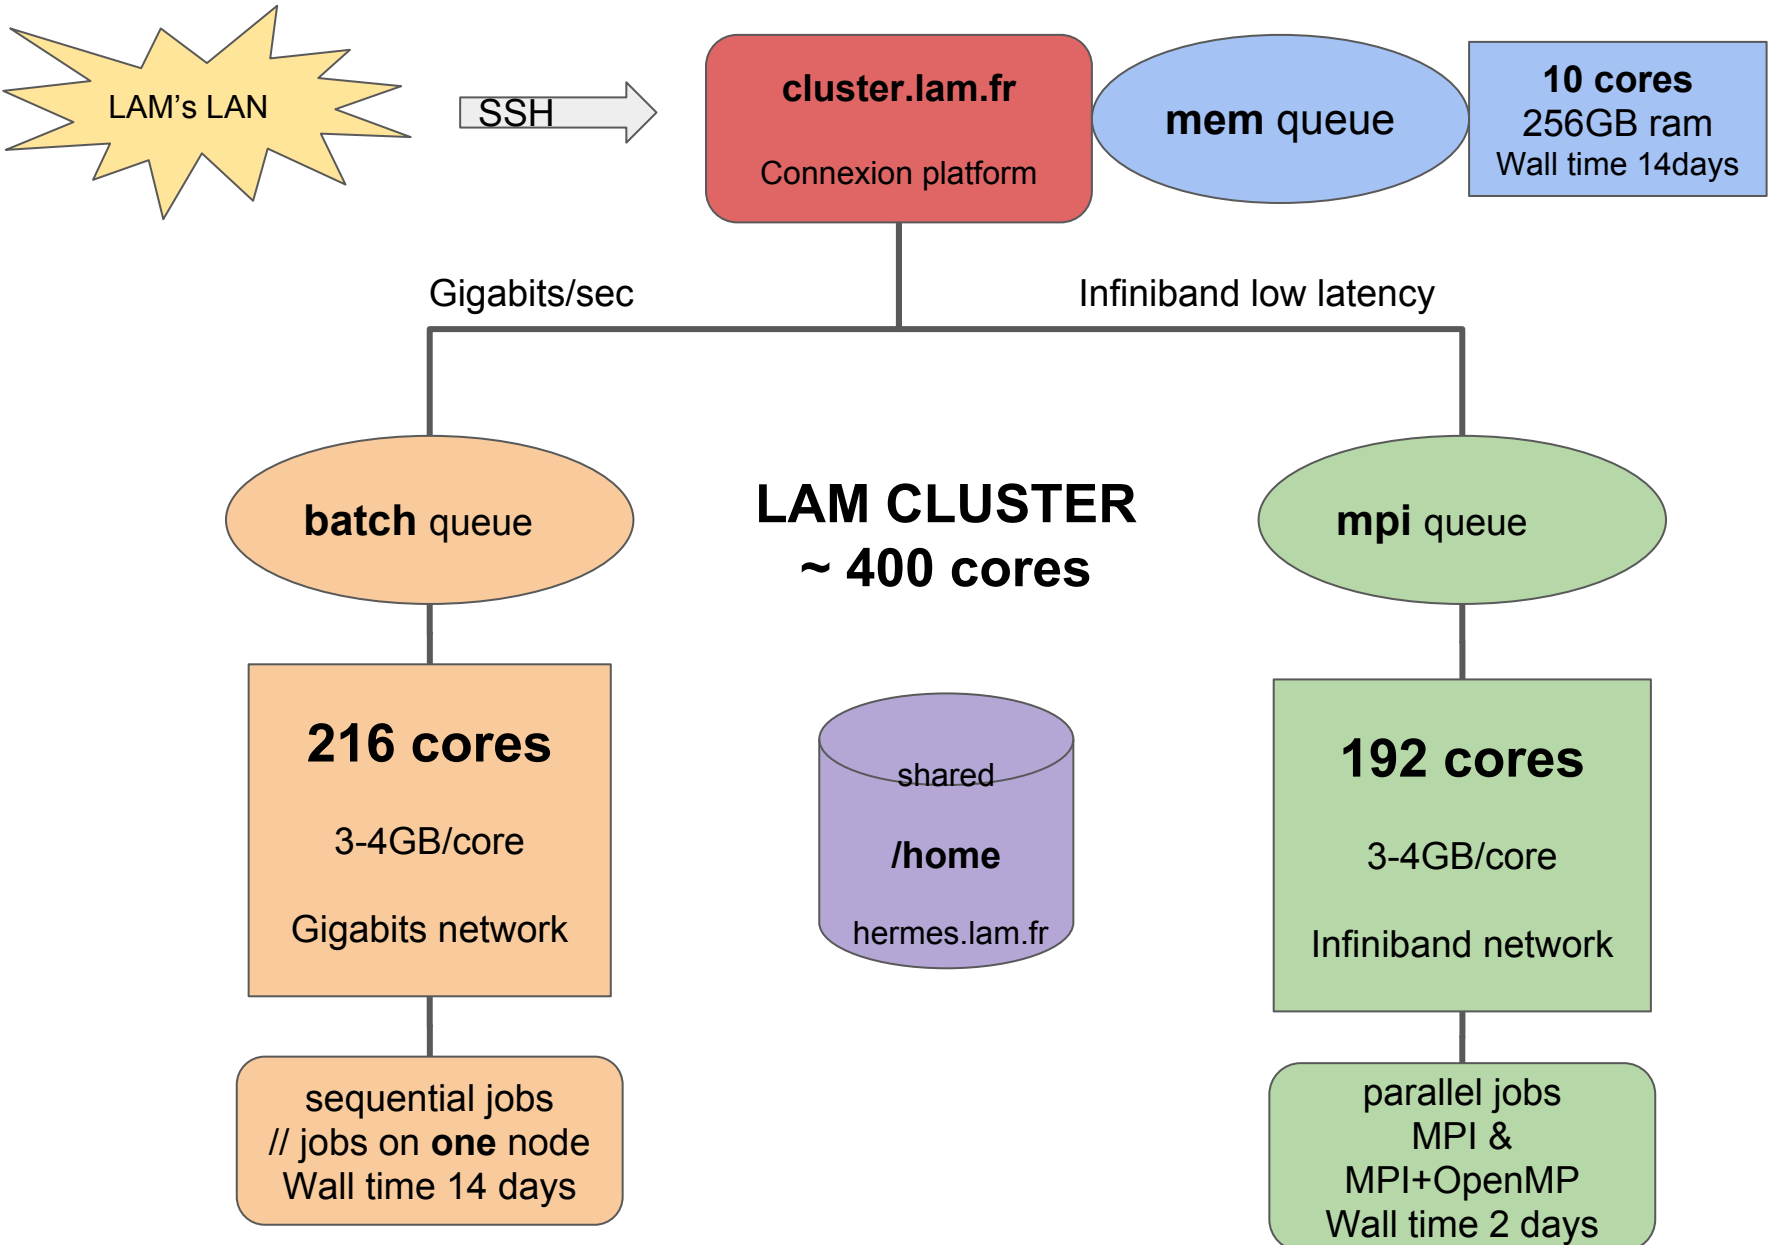 LAM's LAN
SSH
cluster.lam.fr
Connexion platform
mem queue
10 cores
256GB ram
Wall time 14days
Gigabits/sec
Infiniband low latency
batch queue
LAM CLUSTER
~ 400 cores
mpi queue
216 cores
3-4GB/core
Gigabits network
shared
/home
hermes.lam.fr
192 cores
3-4GB/core
Infiniband network
sequential jobs
// jobs on one node
Wall time 14 days
parallel jobs
MPI &
MPI+OpenMP
Wall time 2 days